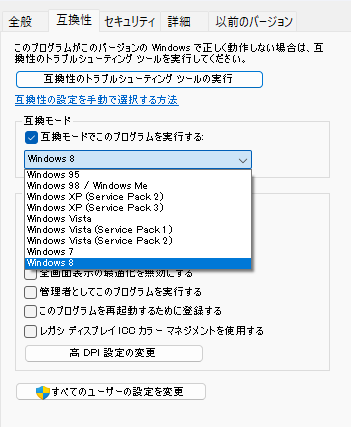 全般 互換性 セキュリティ 詳細 以前のバージョン
このプログラムがこのバージョンの Windows で正しく動作しない場合は、互
換性のトラブルシューティング ツールを実行してください。
互換性のトラブルシューティング ツールの実行
互換性の設定を手動で選択する方法
互換モード
互換モードでこのプログラムを実行する:
Windows 8
Windows 95
Windows 98 / Windows Me
Windows XP (Service Pack 2)
Windows XP (Service Pack 3)
Windows Vista
Windows Vista (Service Pack 1)
Windows Vista (Service Pack 2)
Windows 7
Windows 8
全画面表示の最適化を無効にする
管理者としてこのプログラムを実行する
このプログラムを再起動するために登録する
レガシ ディスプレイ ICC カラー マネジメントを使用する
高 DPI 設定の変更
すべてのユーザーの設定を変更